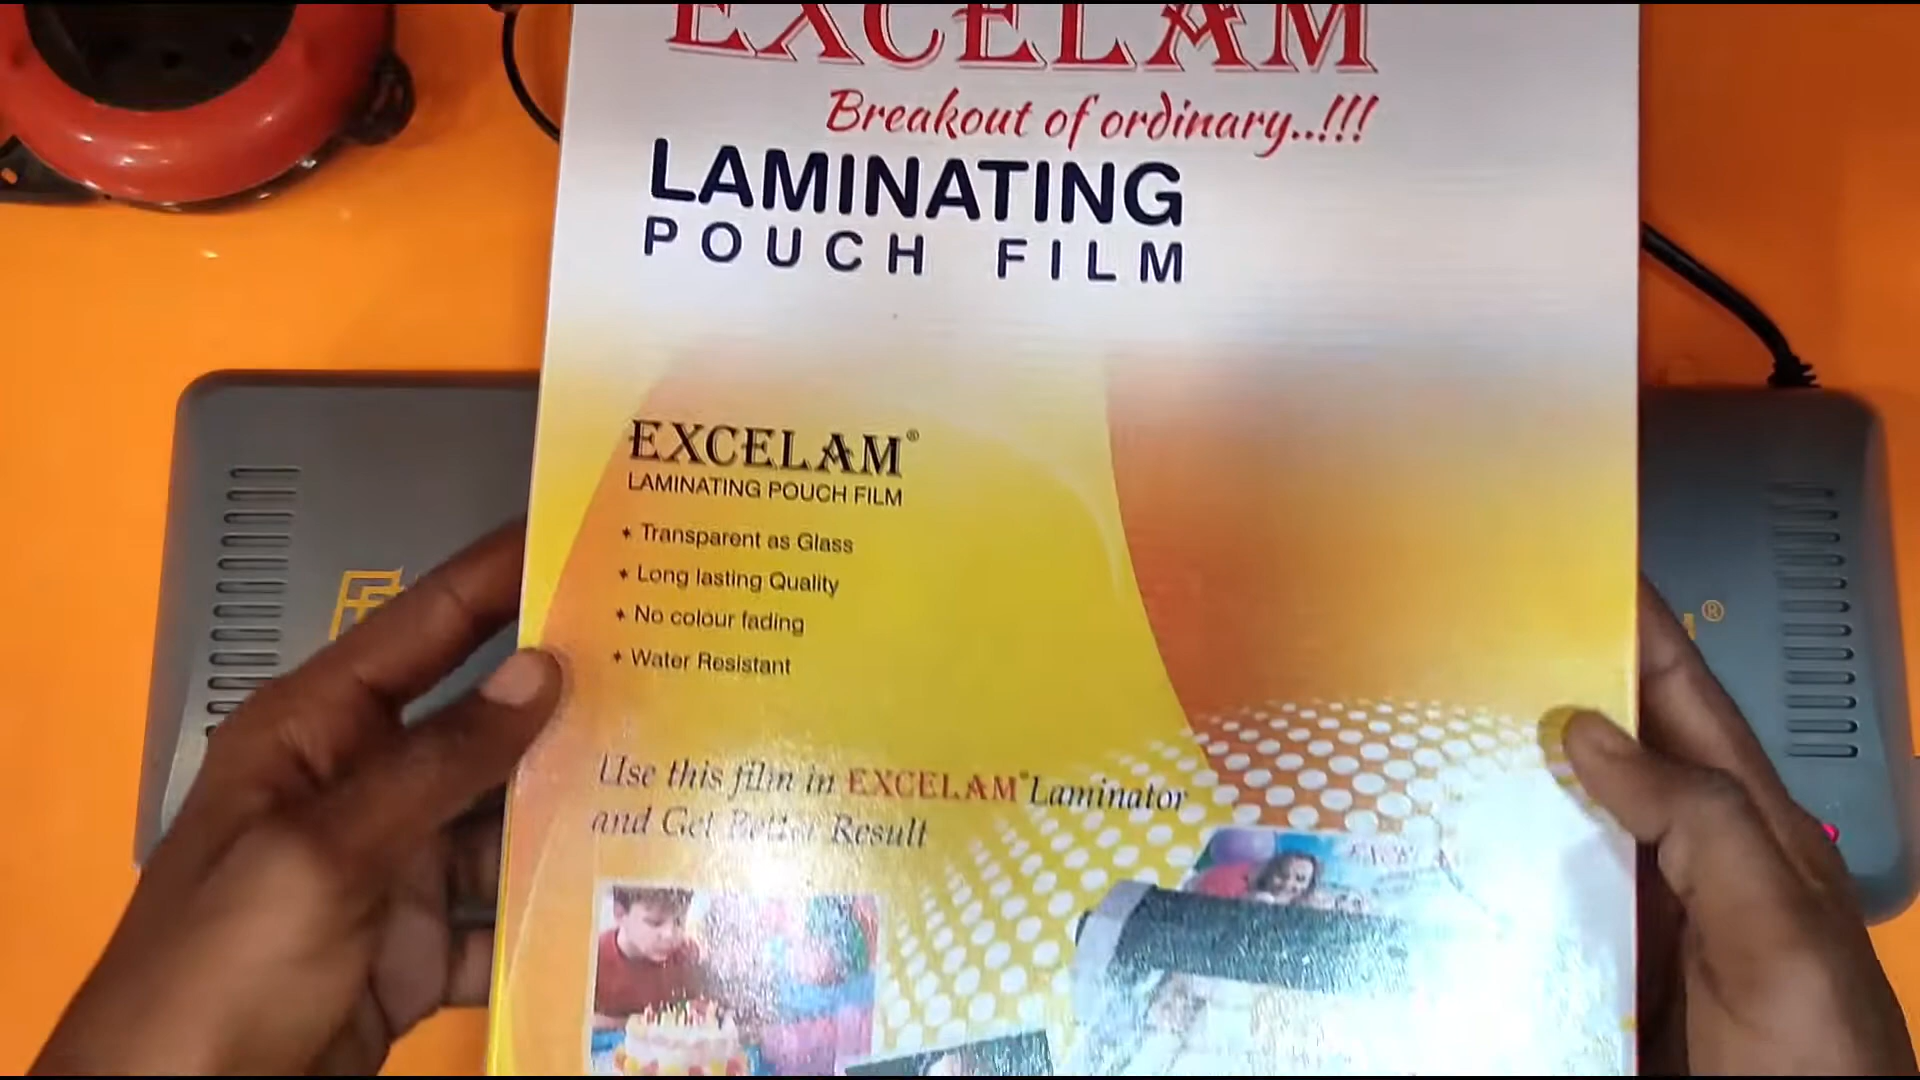 EXCELAM
Breakout of ordinary..!!!
LAMINATING
POUCH FILM
EXCELAM®
LAMINATING POUCH FILM
* Transparent as Glass
* Long lasting Quality
* No colour fading
* Water Resistant
Use this film in EXCELAM® Laminator
and Get Better Result
®